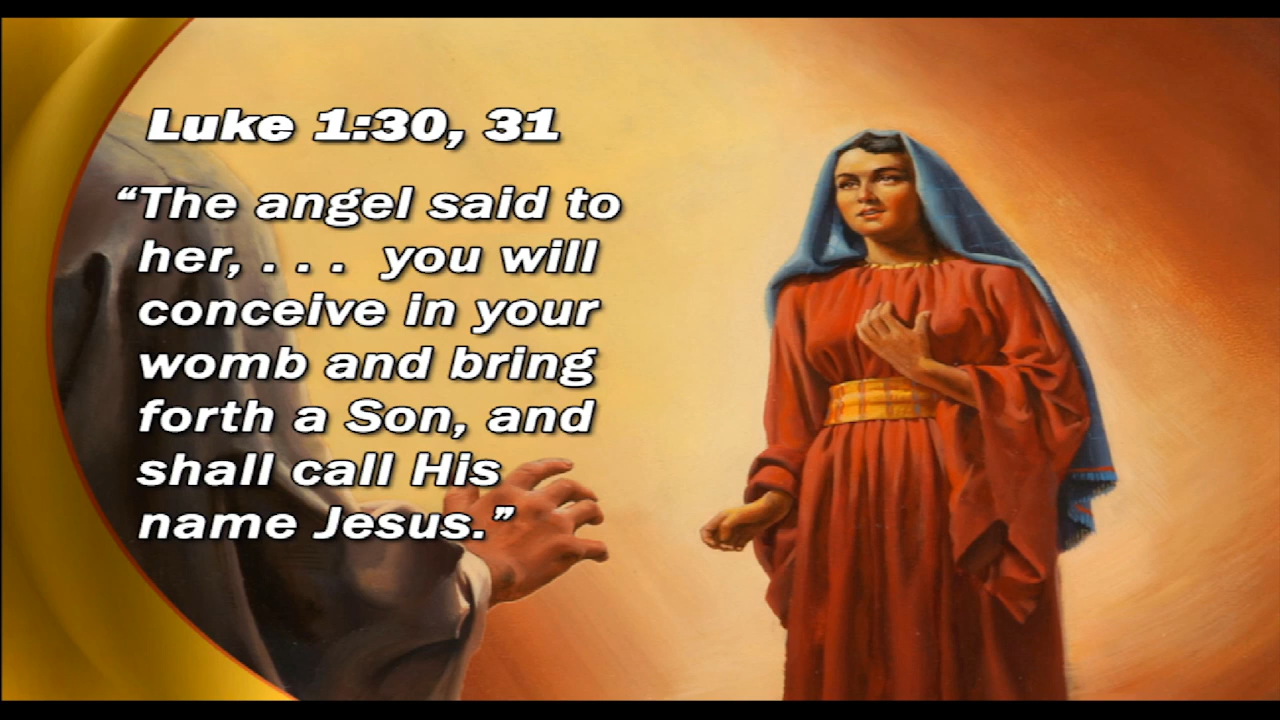 Luke 1:30, 31
“The angel said to
her, . . .  you will
conceive in your
womb and bring
forth a Son, and
shall call His
name Jesus.”